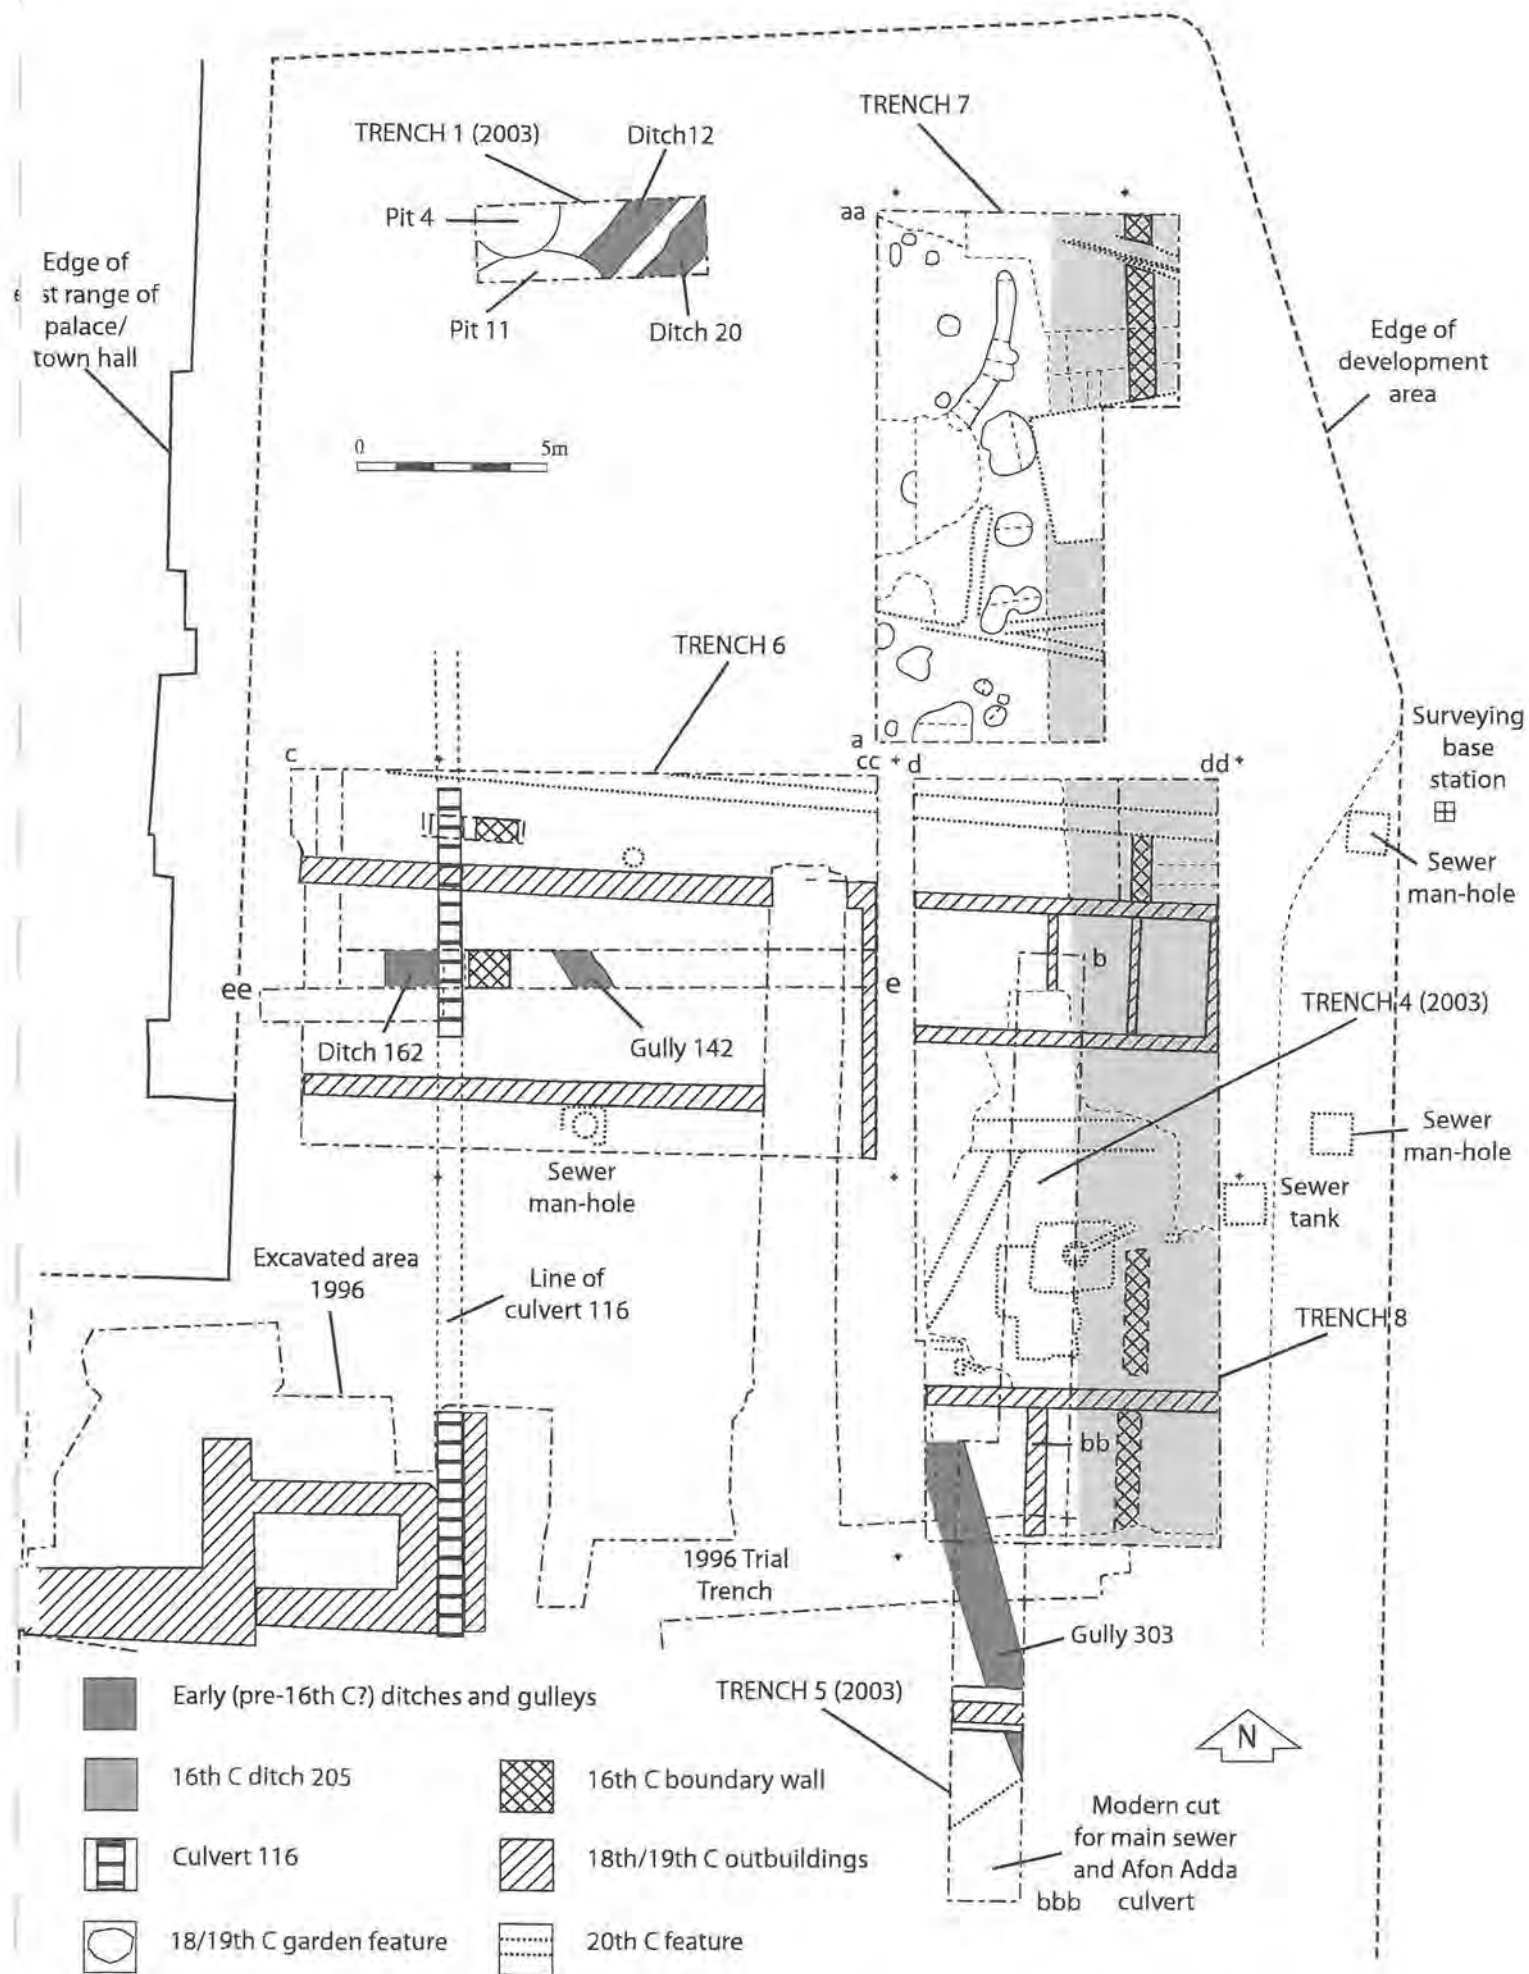 TRENCH 7
TRENCH 1 (2003)
Ditch12
Pit 4
aa
Edge of
st range of
palace/
town hall
Pit 11
Ditch 20
Edge of
development
area
0 5m
TRENCH 6
a
Surveying
base
station
c
cc
d
dd
Sewer
man-hole
b
ee
e
TRENCH 4 (2003)
Ditch 162
Gully 142
Sewer
man-hole
Sewer
man-hole
Sewer
tank
Excavated area
1996
Line of
culvert 116
TRENCH 8
bb
1996 Trial
Trench
Gully 303
Early (pre-16th C?) ditches and gulleys
TRENCH 5 (2003)
N
16th C ditch 205
16th C boundary wall
Modern cut
for main sewer
and Afon Adda
culvert
Culvert 116
18th/19th C outbuildings
bbb
18/19th C garden feature
20th C feature